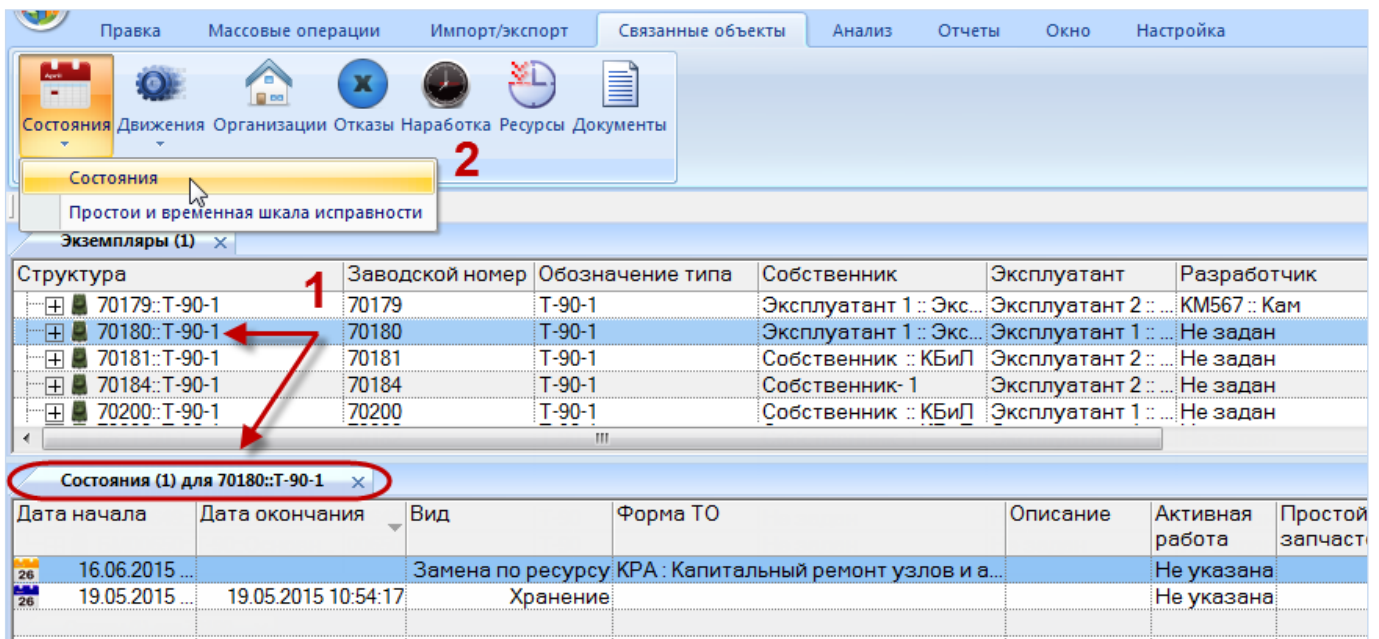 Правка Массовые операции Импорт/экспорт Связанные объекты Анализ Отчеты Окно Настройка
April
Состояния Движения Организации Отказы Наработка Ресурсы Документы
2
Состояния
Простои и временная шкала исправности
Экземпляры (1)
Структура Заводской номер Обозначение типа Собственник Эксплуатант Разработчик
1
70179::Т-90-1 70179 Т-90-1 Эксплуатант 1 :: Экс... Эксплуатант 2 :: ... КМ567 :: Кам
70180::Т-90-1 70180 Т-90-1 Эксплуатант 1 :: Экс... Эксплуатант 1 :: ... Не задан
70181::Т-90-1 70181 Т-90-1 Собственник :: КБиП Эксплуатант 2 :: ... Не задан
70184::Т-90-1 70184 Т-90-1 Собственник- 1 Эксплуатант 2 :: ... Не задан
70200::Т-90-1 70200 Т-90-1 Собственник :: КБиП Эксплуатант 1 :: ... Не задан
Состояния (1) для 70180::Т-90-1
Дата начала Дата окончания Вид Форма ТО Описание Активная Простой
работа
26 16.06.2015 ... Замена по ресурсу КРА : Капитальный ремонт узлов и а... Не указана
26 19.05.2015 ... 19.05.2015 10:54:17 Хранение Не указана